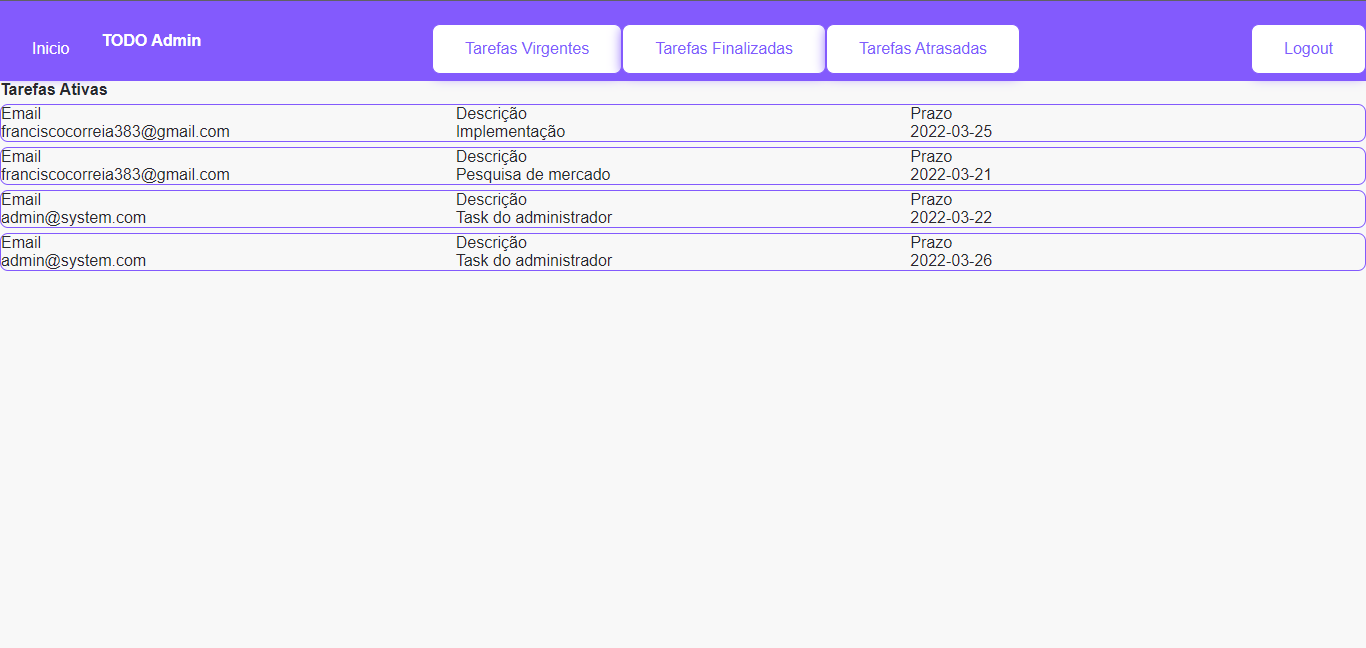 Inicio TODO Admin Tarefas Virgentes Tarefas Finalizadas Tarefas Atrasadas Logout
Tarefas Ativas
Email Descrição Prazo
franciscocorreia383@gmail.com Implementação 2022-03-25
Email Descrição Prazo
franciscocorreia383@gmail.com Pesquisa de mercado 2022-03-21
Email Descrição Prazo
admin@system.com Task do administrador 2022-03-22
Email Descrição Prazo
admin@system.com Task do administrador 2022-03-26